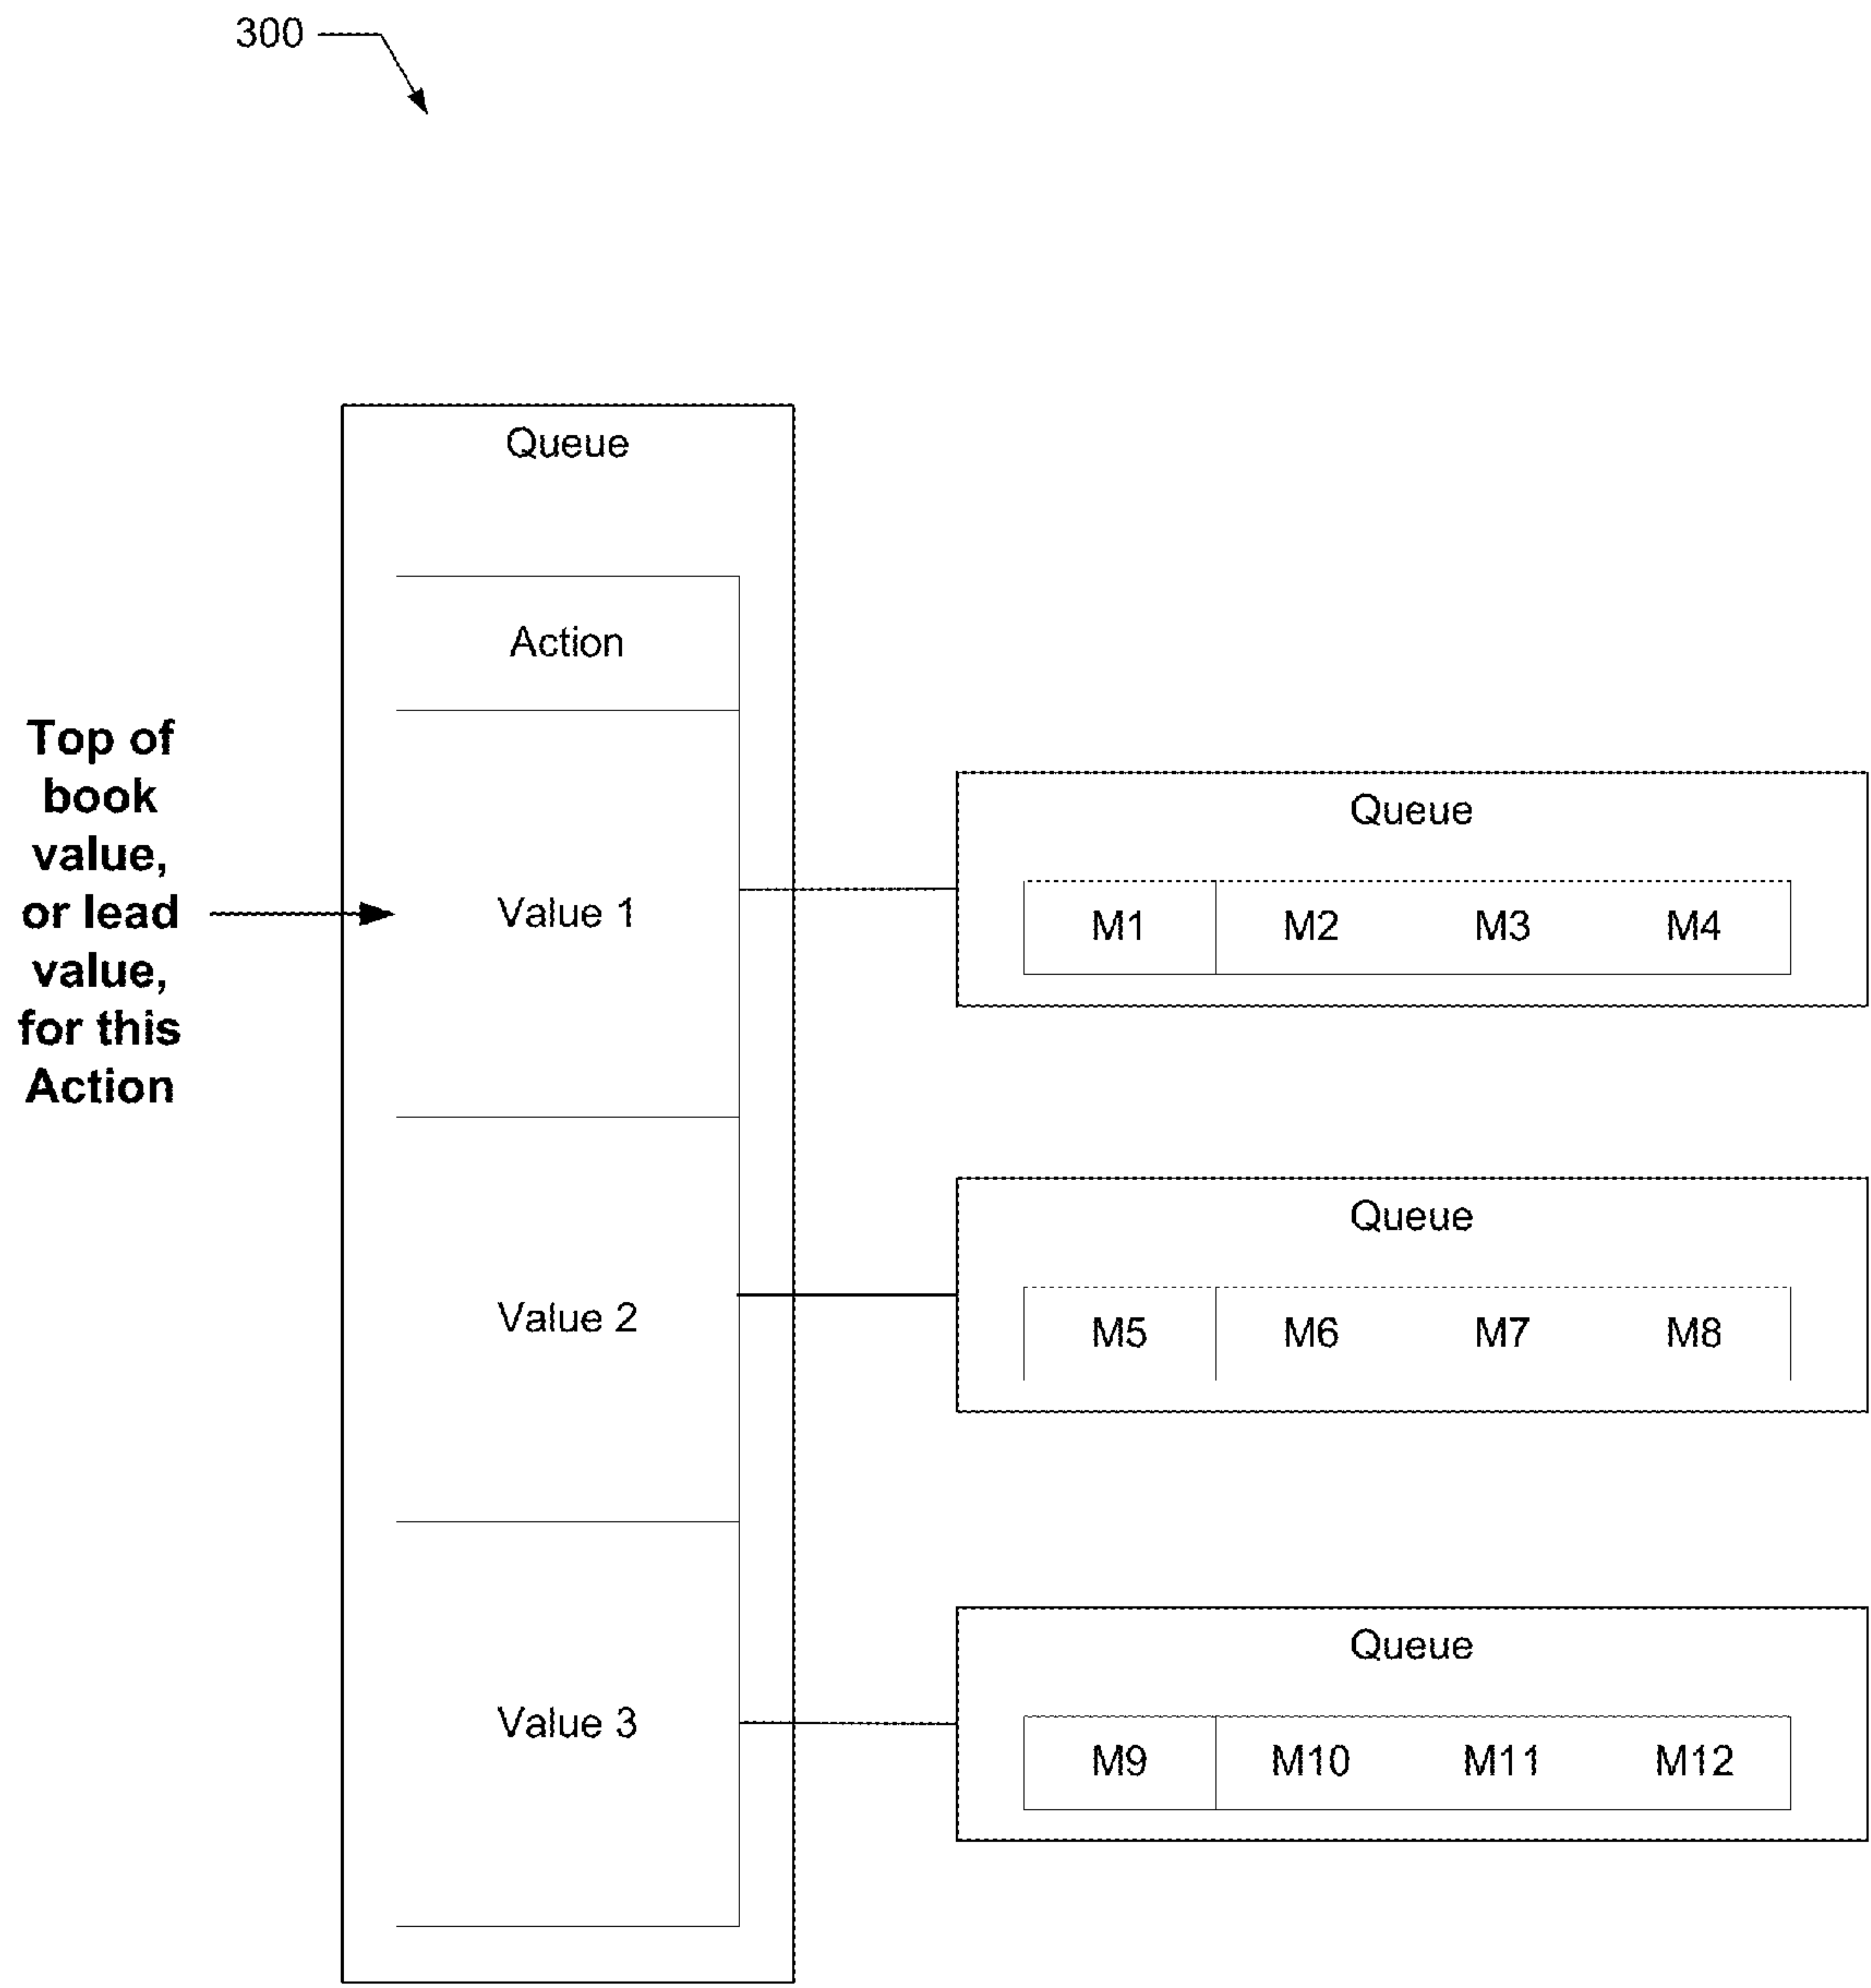 300
Queue
Action
Top of
book
value,
or lead
value,
for this
Action
Value 1
Queue
M1 M2 M3 M4
Value 2
Queue
M5 M6 M7 M8
Value 3
Queue
M9 M10 M11 M12